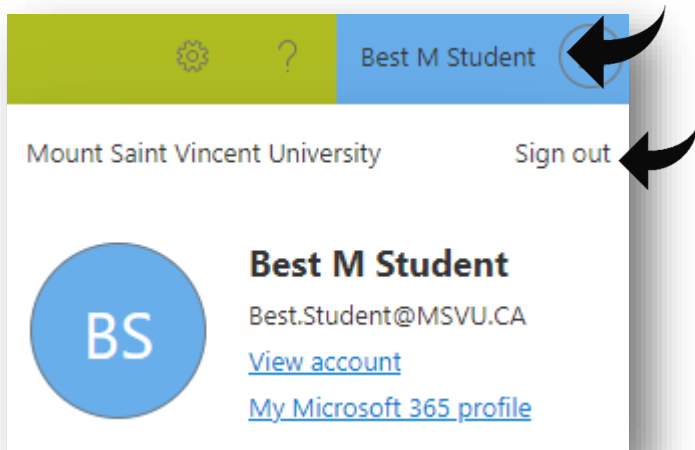 ? Best M Student
Mount Saint Vincent University Sign out
BS
Best M Student
Best.Student@MSVU.CA
View account
My Microsoft 365 profile